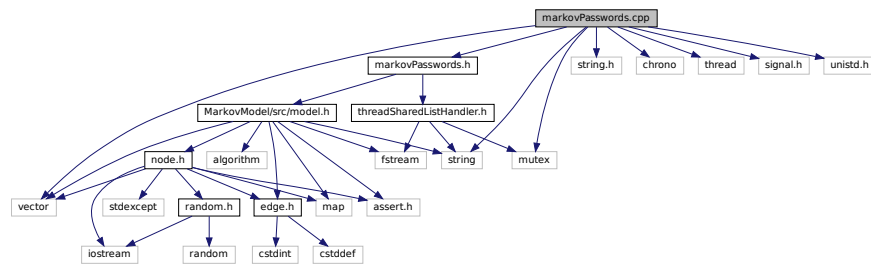 markovPasswords.cpp
markovPasswords.h
string.h
chrono
thread
signal.h
unistd.h
MarkovModel/src/model.h
threadSharedListHandler.h
node.h
algorithm
fstream
string
mutex
vector
stdexcept
random.h
edge.h
map
assert.h
iostream
random
cstdint
cstddef